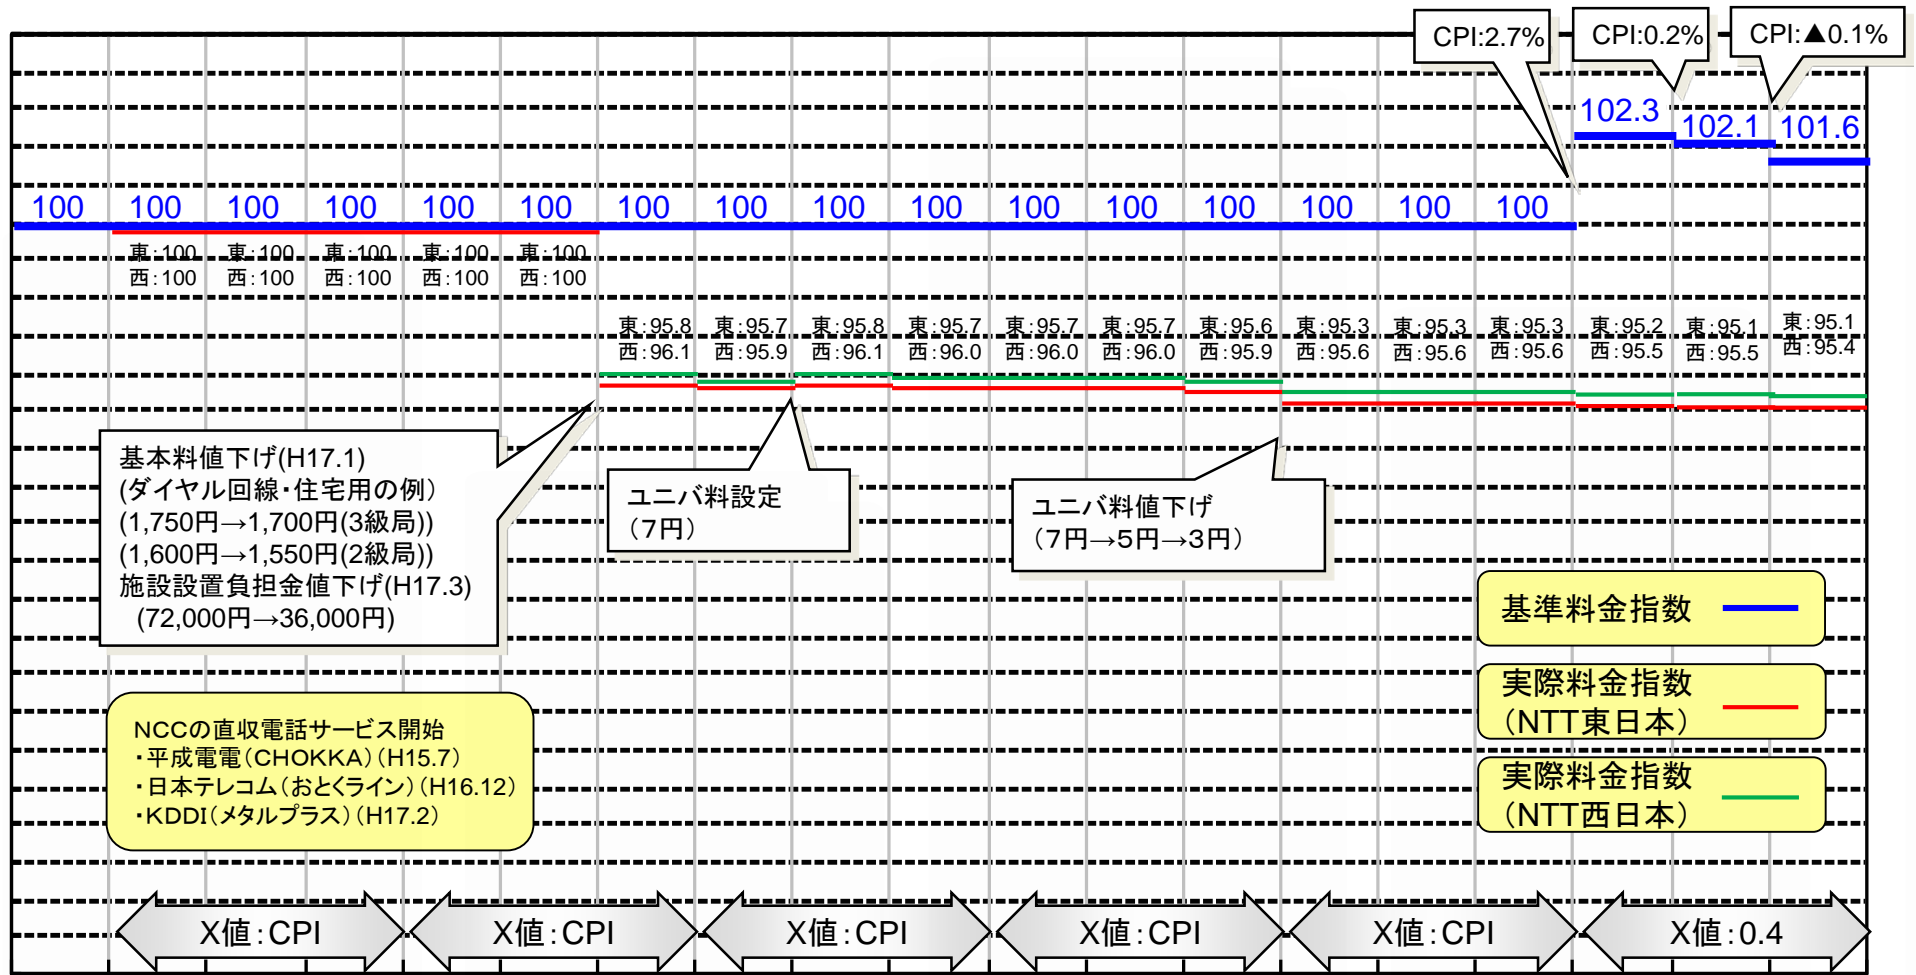 CPI:2.7%
CPI:0.2%
CPI:▲0.1%
102.3
102.1
101.6
100 100 100 100 100 100 100 100 100 100 100 100 100 100 100 100
東:100 東:100 東:100 東:100 東:100
西:100 西:100 西:100 西:100 西:100
東:95.8 東:95.7 東:95.8 東:95.7 東:95.7 東:95.7 東:95.6 東:95.3 東:95.3 東:95.3 東:95.2 東:95.1 東:95.1
西:96.1 西:95.9 西:96.1 西:96.0 西:96.0 西:96.0 西:95.9 西:95.6 西:95.6 西:95.6 西:95.5 西:95.5 西:95.4
基本料値下げ(H17.1)
(ダイヤル回線・住宅用の例)
(1,750円→1,700円(3級局))
(1,600円→1,550円(2級局))
施設設置負担金値下げ(H17.3)
(72,000円→36,000円)
ユニバ料設定
(7円)
ユニバ料値下げ
(7円→5円→3円)
基準料金指数
実際料金指数
(NTT東日本)
実際料金指数
(NTT西日本)
NCCの直収電話サービス開始
・平成電電(CHOKKA)(H15.7)
・日本テレコム(おとくライン)(H16.12)
・KDDI(メタルプラス)(H17.2)
X値:CPI X値:CPI X値:CPI X値:CPI X値:CPI X値:0.4